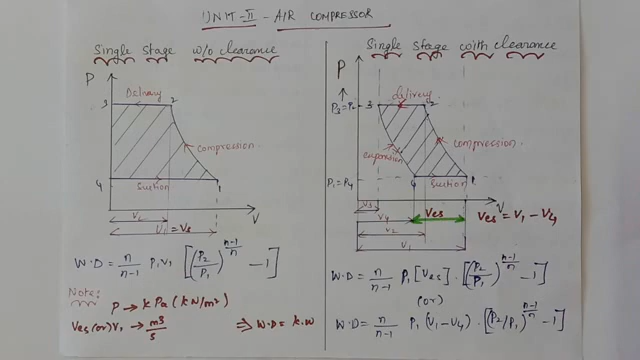 UNIT-II - AIR COMPRESSOR
Single Stage w/o clearance
P
3
Delivery
2
compression
4
Suction
1
V2
V1 = Vs
V
W.D = n/n-1 P1V1 [(P2/P1)^n-1/n -1]
Note:
P → kPa (kN/m²)
Ves (or) V1 → m3/s ⇒ W.D = k.W
Single Stage with clearance
P
P3=P2
3
delivery
2
expansion
compression
P1=P4
4
Suction
1
V
V3
V4
Ves
Ves = V1 - V4
V2
V1
W.D = n/n-1 P1 [Ves] . [(P2/P1)^n-1/n -1]
(or)
W.D = n/n-1 P1 (V1-V4) . [(P2/P1)^n-1/n -1]